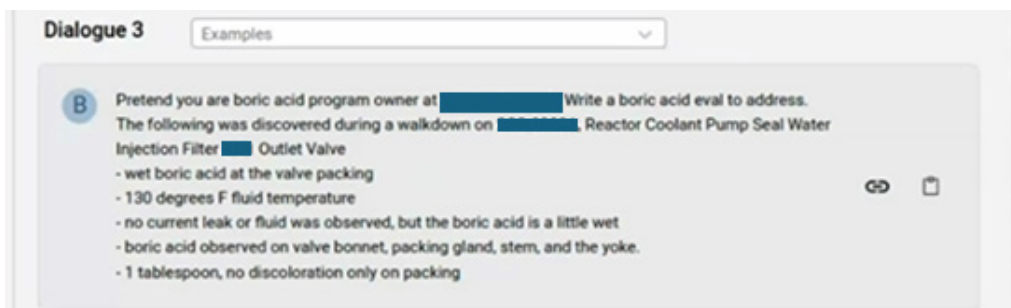 Dialogue 3
Examples
B
Pretend you are boric acid program owner at Write a boric acid eval to address.
The following was discovered during a walkdown on , Reactor Coolant Pump Seal Water
Injection Filter Outlet Valve
- wet boric acid at the valve packing
- 130 degrees F fluid temperature
- no current leak or fluid was observed, but the boric acid is a little wet
- boric acid observed on valve bonnet, packing gland, stem, and the yoke.
- 1 tablespoon, no discoloration only on packing